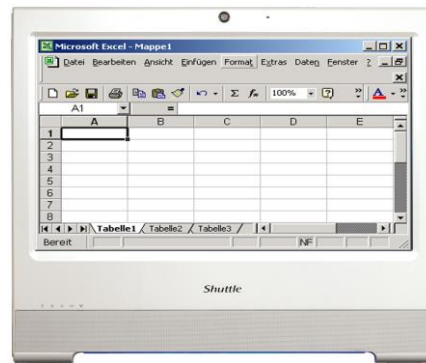 Microsoft Excel - Mappe1
Datei Bearbeiten Ansicht Einfügen Format Extras Daten Fenster ?
Σ fx 100% ? » A »
A1 =
A B C D E
1
2
3
4
5
6
7
8
Tabelle1 Tabelle2 Tabelle3
Bereit NF
Shuttle